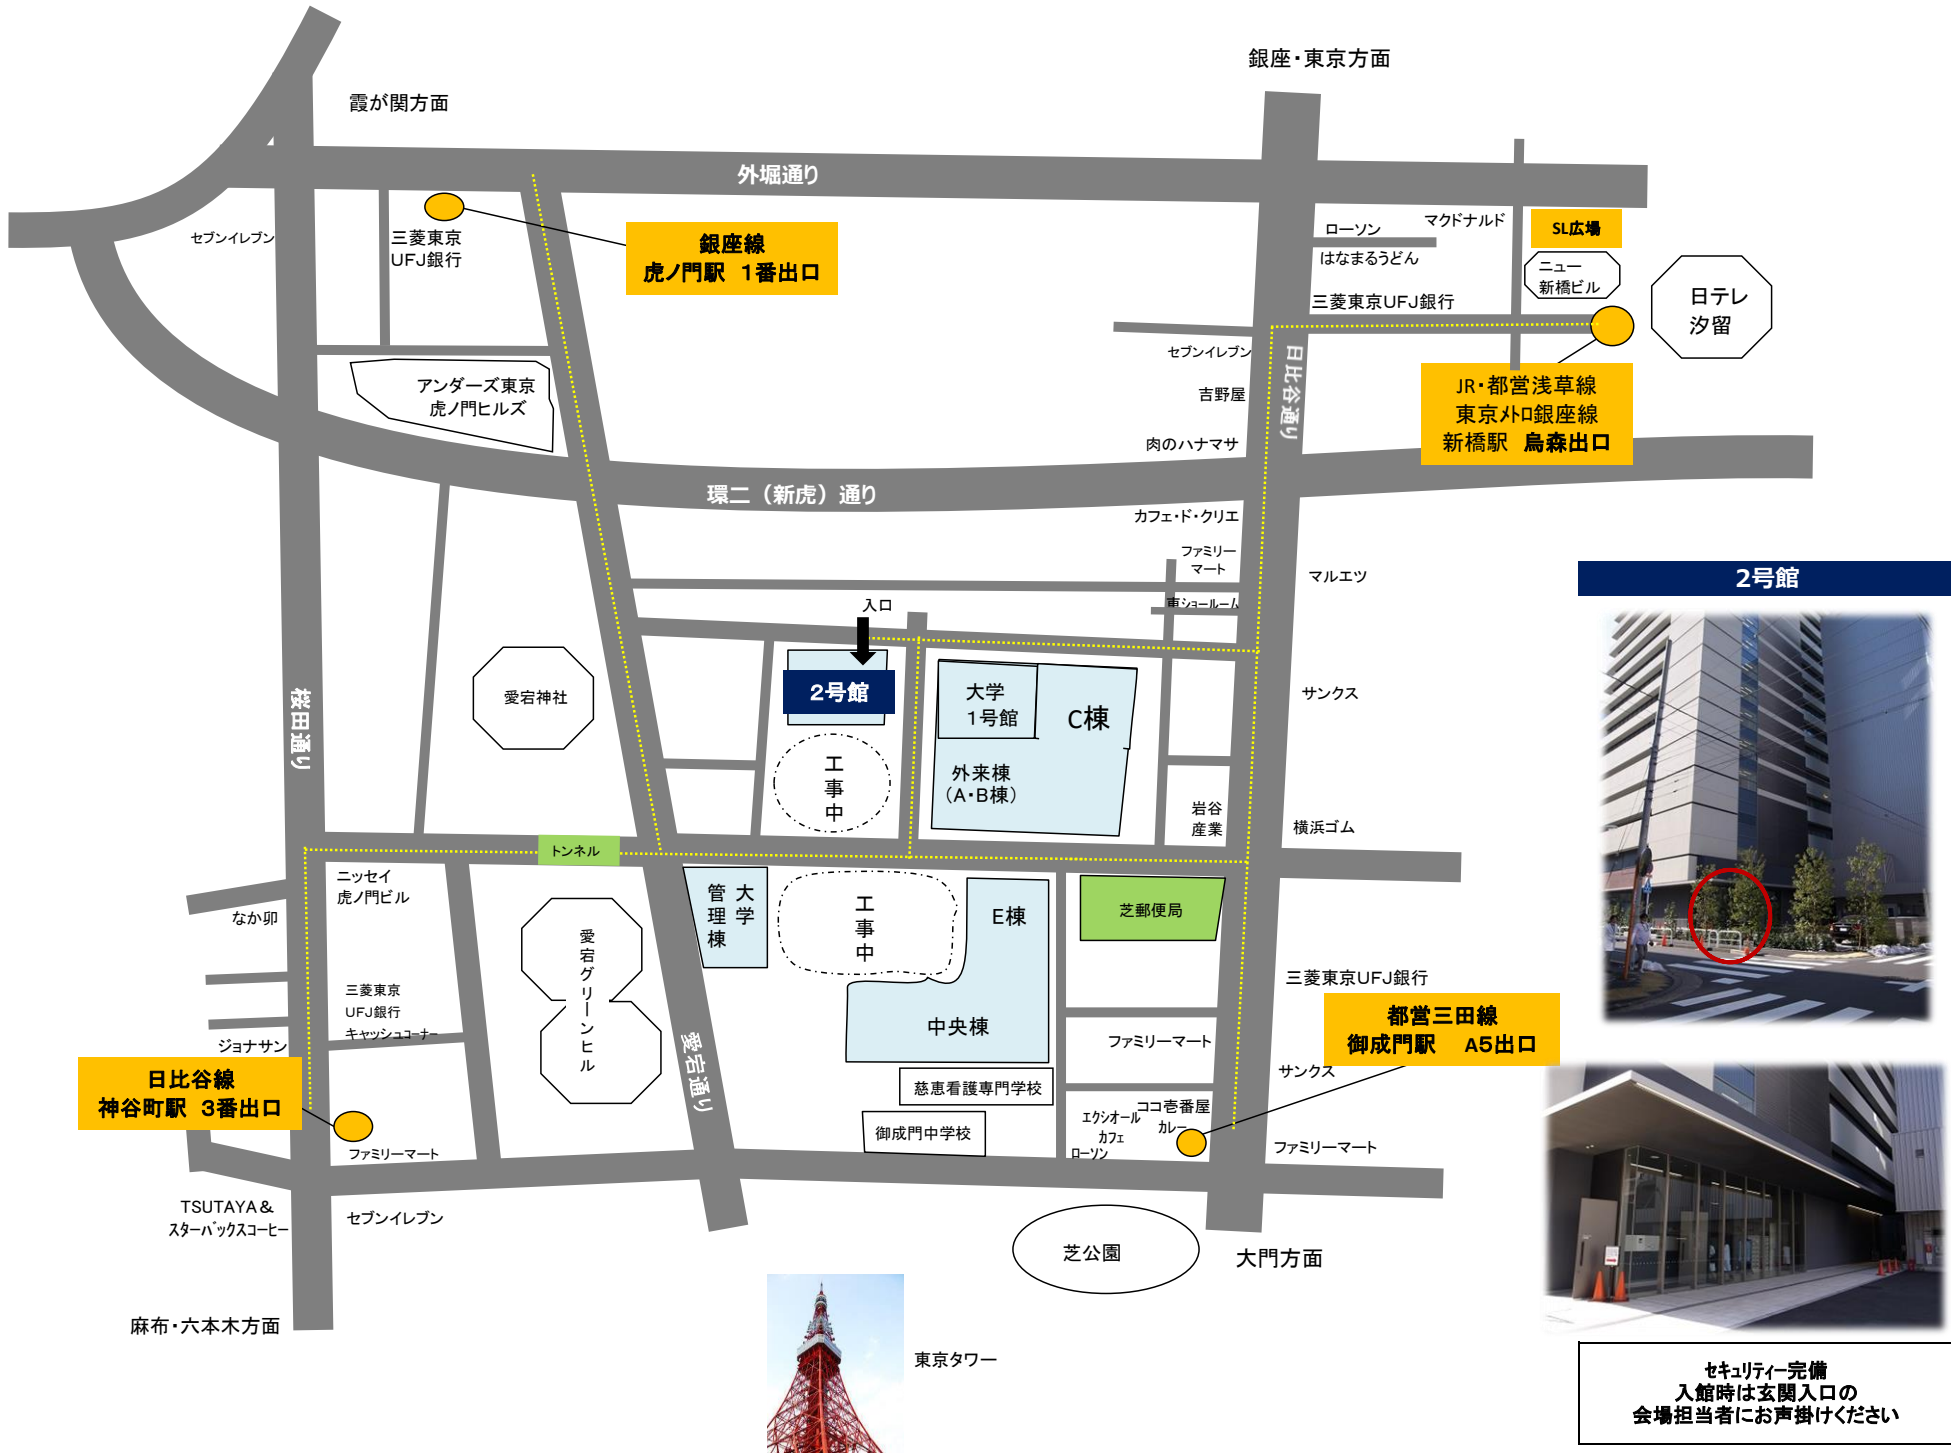 銀座・東京方面
霞が関方面
外堀通り
セブンイレブン
三菱東京
UFJ銀行
銀座線
虎ノ門駅 1番出口
ローソン
マクドナルド
はなまるうどん
SL広場
ニュー
新橋ビル
日テレ
汐留
三菱東京UFJ銀行
セブンイレブン
日比谷通り
吉野屋
肉のハナマサ
JR・都営浅草線
東京メトロ銀座線
新橋駅 烏森出口
アンダーズ東京
虎ノ門ヒルズ
環二（新虎）通り
カフェ・ド・クリエ
ファミリー
マート
マルエツ
東ショールーム
入口
2号館
2号館
愛宕神社
桜田通り
大学
1号館
C棟
外来棟
（A・B棟）
サンクス
工事中
岩谷
産業
横浜ゴム
トンネル
ニッセイ
虎ノ門ビル
なか卯
大学
管理棟
工事中
E棟
芝郵便局
愛宕グリーンヒル
三菱東京
UFJ銀行
キャッシュコーナー
ジョナサン
中央棟
ファミリーマート
三菱東京UFJ銀行
都営三田線
御成門駅 A5出口
サンクス
日比谷線
神谷町駅 3番出口
愛宕通り
慈恵看護専門学校
御成門中学校
エクシオール
カフェ
ココ壱番屋
カレー
ローソン
ファミリーマート
ファミリーマート
TSUTAYA＆
スターバックスコーヒー
セブンイレブン
芝公園
大門方面
麻布・六本木方面
東京タワー
セキュリティー完備
入館時は玄関入口の
会場担当者にお声掛けください